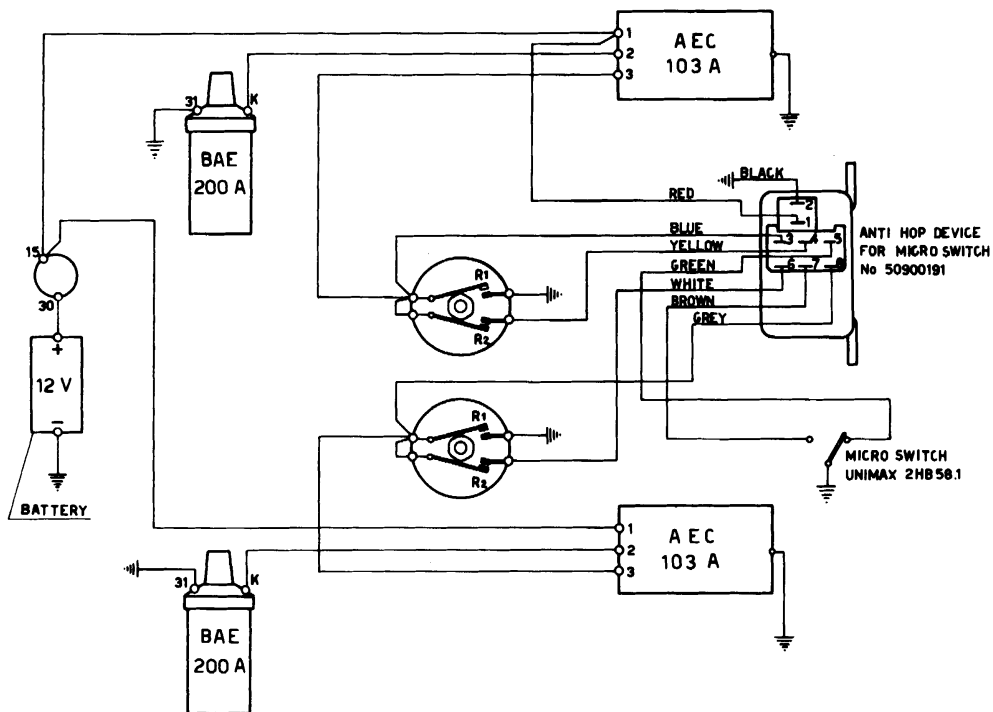 AEC
103 A
1
2
3
31
K
BAE
200 A
BLACK
RED
2
1
BLUE
YELLOW
GREEN
WHITE
BROWN
GREY
3 4 5
6 7 8
ANTI HOP DEVICE
FOR MICRO SWITCH
No 50900191
15
30
+
12 V
−
BATTERY
R1
R2
R1
R2
MICRO SWITCH
UNIMAX 2HB58.1
AEC
103 A
1
2
3
31
K
BAE
200 A